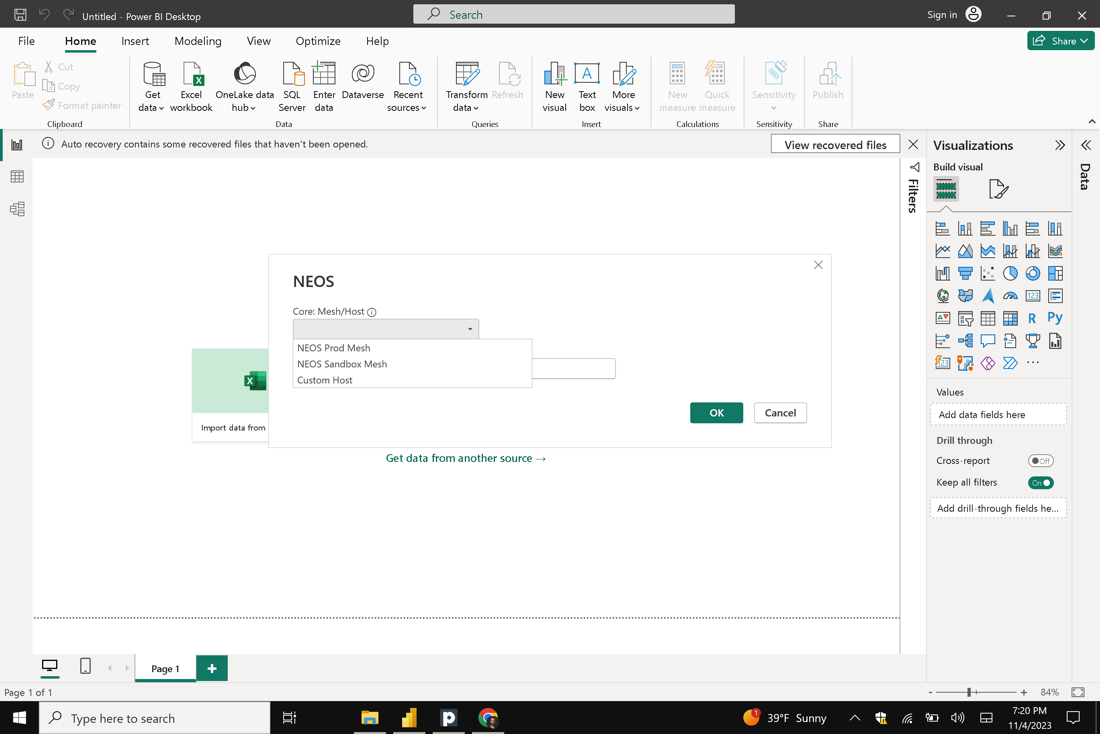 Untitled - Power BI Desktop
Search
Sign in
File
Home
Insert
Modeling
View
Optimize
Help
Share
Paste
Cut
Copy
Format painter
Clipboard
Get data
Excel workbook
OneLake data hub
SQL Server
Enter data
Dataverse
Recent sources
Data
Transform data
Refresh
Queries
New visual
Text box
More visuals
Insert
New measure
Quick measure
Calculations
Sensitivity
Sensitivity
Publish
Share
Auto recovery contains some recovered files that haven't been opened.
View recovered files
Filters
Visualizations
Build visual
Data
NEOS
Core: Mesh/Host
NEOS Prod Mesh
NEOS Sandbox Mesh
Custom Host
OK
Cancel
Import data from
Get data from another source →
123
R
Py
Values
Add data fields here
Drill through
Cross-report
Off
Keep all filters
On
Add drill-through fields he...
Page 1
Page 1 of 1
84%
Type here to search
39°F Sunny
7:20 PM
11/4/2023